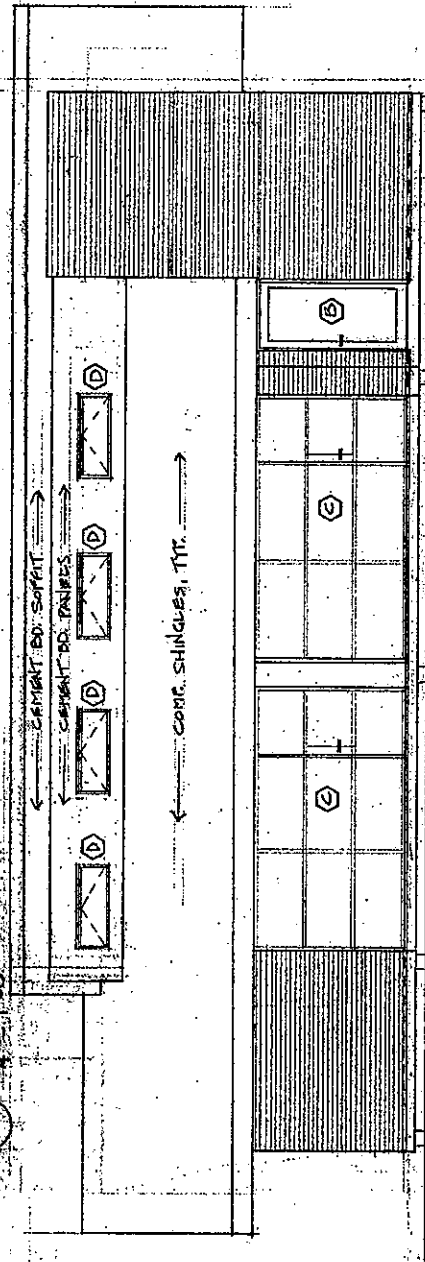 CEMENT BD. SOFFIT
CEMENT BD. PANELS
D
D
D
D
COMP. SHINGLES, TYP.
C
C
B